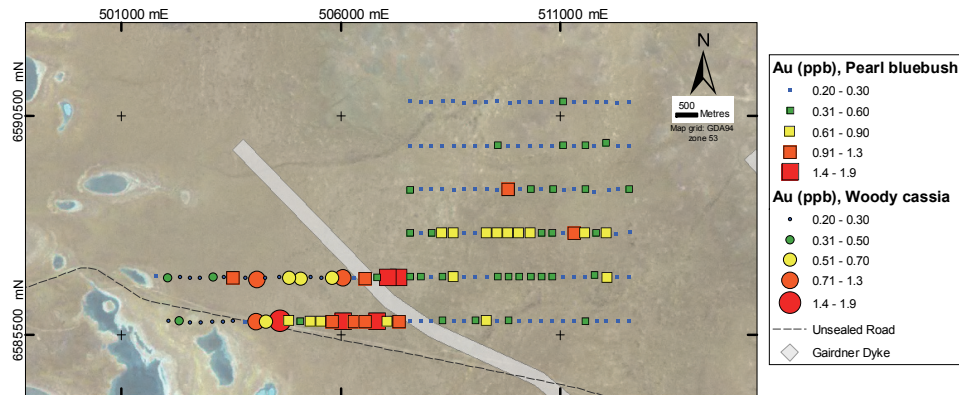 501000 mE
506000 mE
511000 mE
6590500 mN
6585500 mN
N
500
Metres
Map grid: GDA94
zone 53
Au (ppb), Pearl bluebush
0.20 - 0.30
0.31 - 0.60
0.61 - 0.90
0.91 - 1.3
1.4 - 1.9
Au (ppb), Woody cassia
0.20 - 0.30
0.31 - 0.50
0.51 - 0.70
0.71 - 1.3
1.4 - 1.9
Unsealed Road
Gairdner Dyke